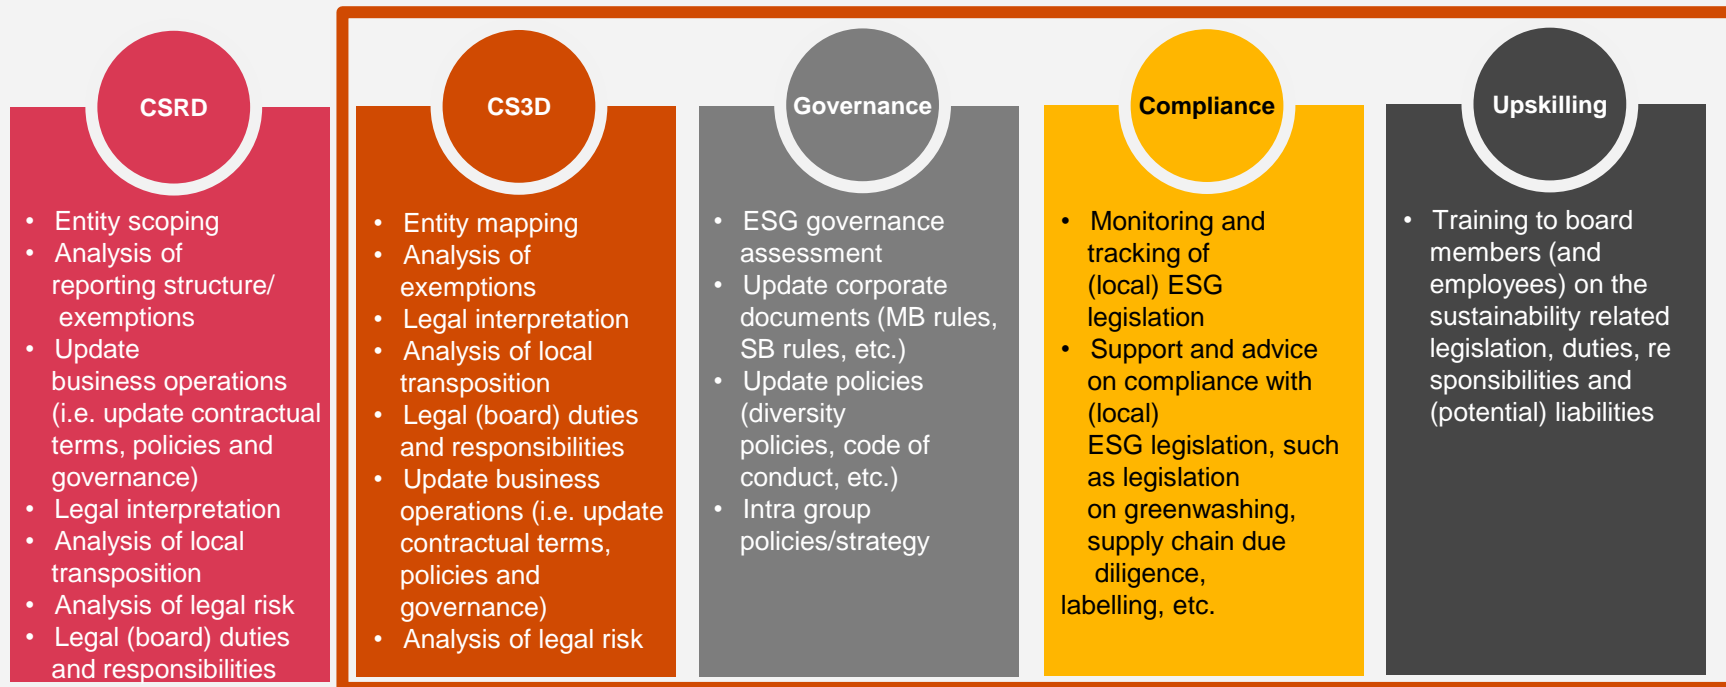 CSRD
• Entity scoping
• Analysis of
reporting structure/
exemptions
• Update
business operations
(i.e. update contractual
terms, policies and
governance)
• Legal interpretation
• Analysis of local
transposition
• Analysis of legal risk
• Legal (board) duties
and responsibilities
CS3D
• Entity mapping
• Analysis of
exemptions
• Legal interpretation
• Analysis of local
transposition
• Legal (board) duties
and responsibilities
• Update business
operations (i.e. update
contractual terms,
policies and
governance)
• Analysis of legal risk
Governance
• ESG governance
assessment
• Update corporate
documents (MB rules,
SB rules, etc.)
• Update policies
(diversity
policies, code of
conduct, etc.)
• Intra group
policies/strategy
Compliance
• Monitoring and
tracking of
(local) ESG
legislation
• Support and advice
on compliance with
(local)
ESG legislation, such
as legislation
on greenwashing,
supply chain due
diligence,
labelling, etc.
Upskilling
• Training to board
members (and
employees) on the
sustainability related
legislation, duties, re
sponsibilities and
(potential) liabilities